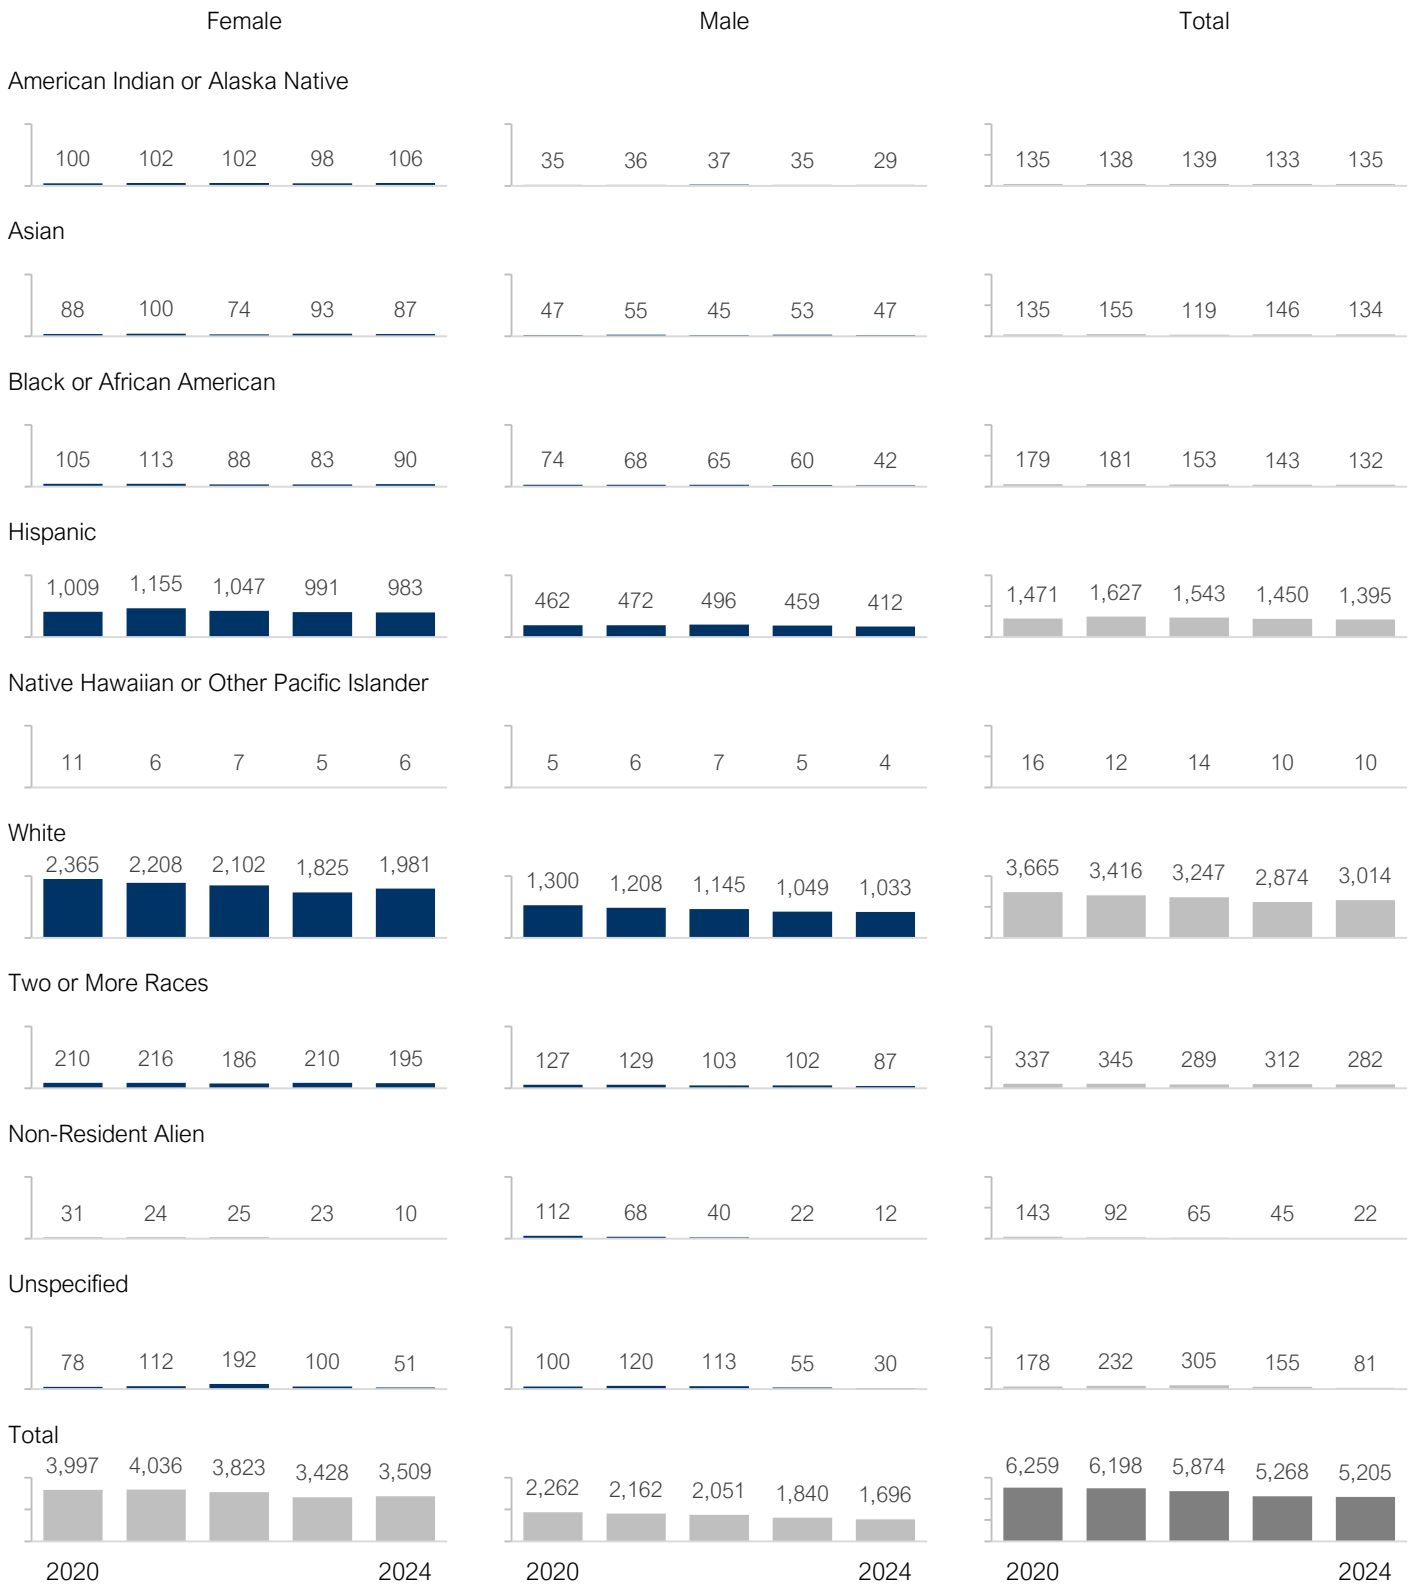 Female Male Total
American Indian or Alaska Native
100 102 102 98 106 35 36 37 35 29 135 138 139 133 135
Asian
88 100 74 93 87 47 55 45 53 47 135 155 119 146 134
Black or African American
105 113 88 83 90 74 68 65 60 42 179 181 153 143 132
Hispanic
1,009 1,155 1,047 991 983 462 472 496 459 412 1,471 1,627 1,543 1,450 1,395
Native Hawaiian or Other Pacific Islander
11 6 7 5 6 5 6 7 5 4 16 12 14 10 10
White
2,365 2,208 2,102 1,825 1,981 1,300 1,208 1,145 1,049 1,033 3,665 3,416 3,247 2,874 3,014
Two or More Races
210 216 186 210 195 127 129 103 102 87 337 345 289 312 282
Non-Resident Alien
31 24 25 23 10 112 68 40 22 12 143 92 65 45 22
Unspecified
78 112 192 100 51 100 120 113 55 30 178 232 305 155 81
Total
3,997 4,036 3,823 3,428 3,509 2,262 2,162 2,051 1,840 1,696 6,259 6,198 5,874 5,268 5,205
2020 2024 2020 2024 2020 2024